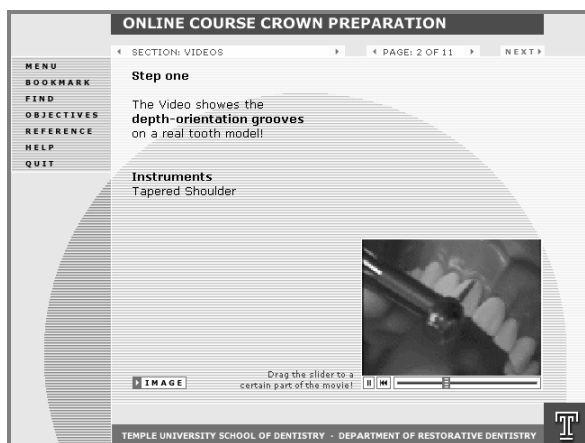 ONLINE COURSE CROWN PREPARATION
SECTION: VIDEOS
PAGE: 2 OF 11
NEXT
MENU
BOOKMARK
FIND
OBJECTIVES
REFERENCE
HELP
QUIT
Step one
The Video showes the
depth-orientation grooves
on a real tooth model!
Instruments
Tapered Shoulder
IMAGE
Drag the slider to a
certain part of the movie!
TEMPLE UNIVERSITY SCHOOL OF DENTISTRY - DEPARTMENT OF RESTORATIVE DENTISTRY
T